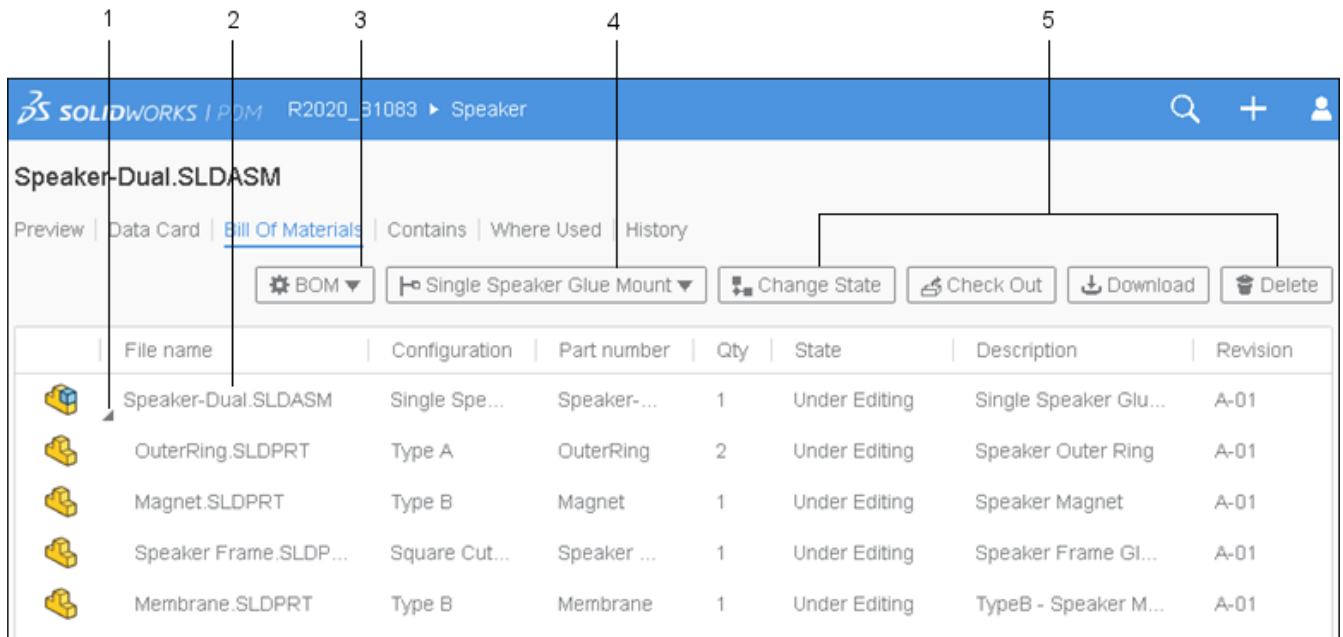 1 2 3 4 5
SOLIDWORKS | PDM R2020_B1083 ▸ Speaker
Speaker-Dual.SLDASM
Preview | Data Card | Bill Of Materials | Contains | Where Used | History
BOM ▼ Single Speaker Glue Mount ▼ Change State Check Out Download Delete
File name Configuration Part number Qty State Description Revision
Speaker-Dual.SLDASM Single Spe... Speaker-... 1 Under Editing Single Speaker Glu... A-01
OuterRing.SLDPRT Type A OuterRing 2 Under Editing Speaker Outer Ring A-01
Magnet.SLDPRT Type B Magnet 1 Under Editing Speaker Magnet A-01
Speaker Frame.SLDP... Square Cut... Speaker ... 1 Under Editing Speaker Frame Gl... A-01
Membrane.SLDPRT Type B Membrane 1 Under Editing TypeB - Speaker M... A-01